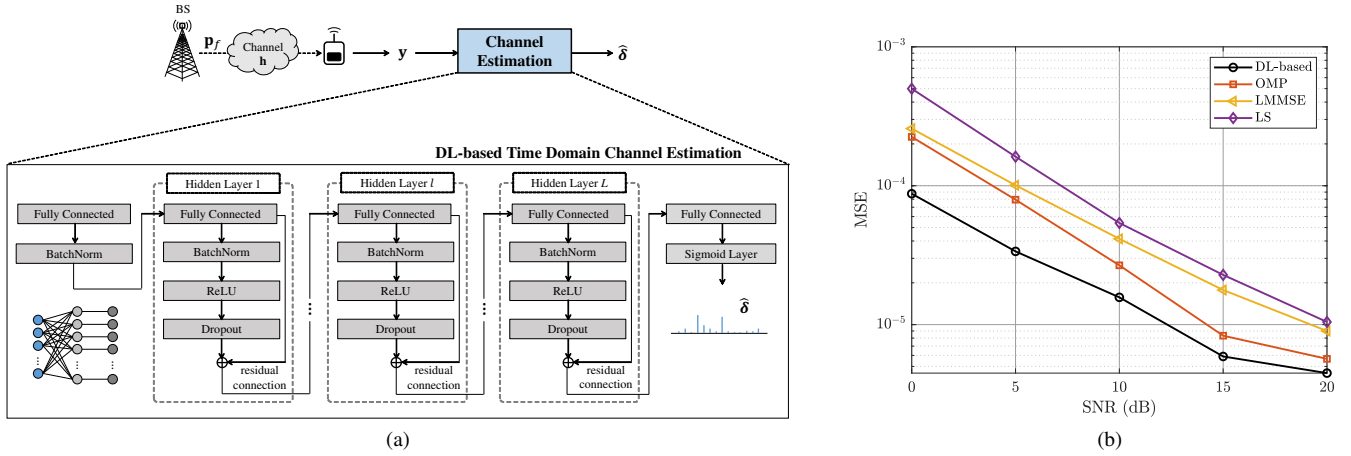 BS
𝐩_f
Channel
𝐡
𝐲
Channel
Estimation
δ̂
DL-based Time Domain Channel Estimation
Hidden Layer 1
Hidden Layer l
Hidden Layer L
Fully Connected
BatchNorm
Fully Connected
BatchNorm
ReLU
Dropout
residual
connection
Fully Connected
BatchNorm
ReLU
Dropout
residual
connection
Fully Connected
BatchNorm
ReLU
Dropout
residual
connection
Fully Connected
Sigmoid Layer
δ̂
(a)
10⁻³
10⁻⁴
10⁻⁵
MSE
DL-based
OMP
LMMSE
LS
0 5 10 15 20
SNR (dB)
(b)